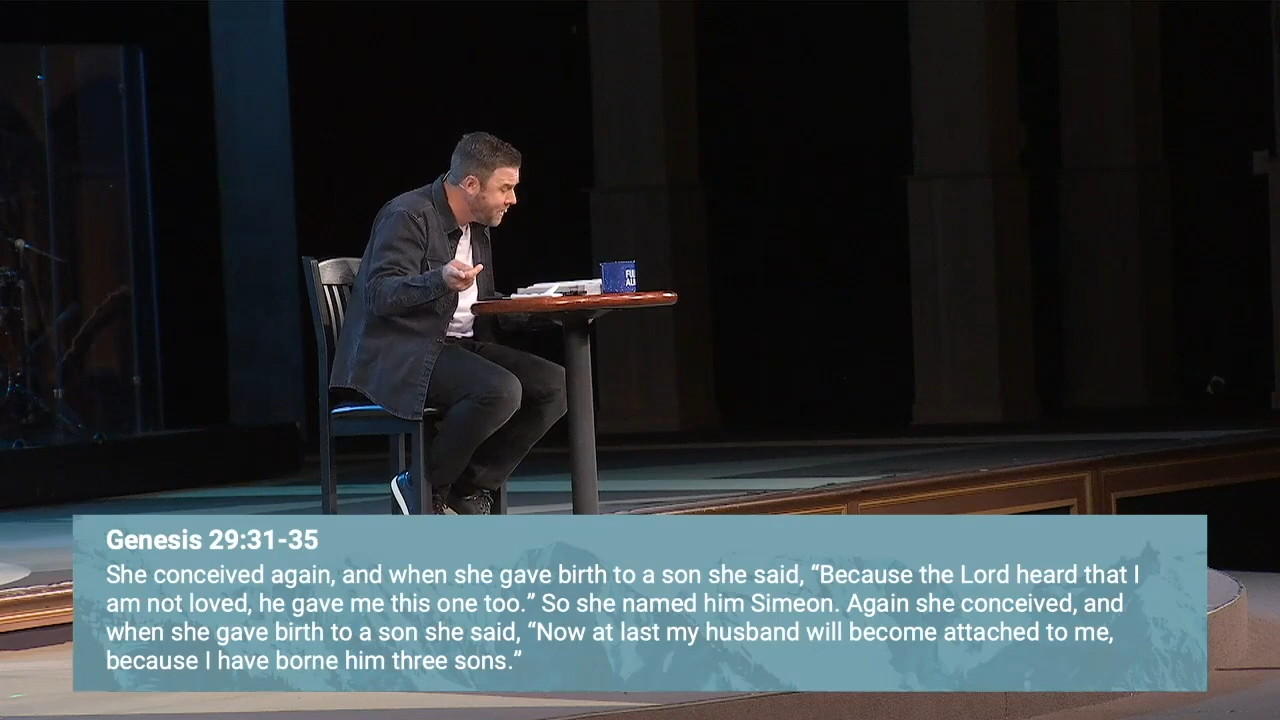 Genesis 29:31-35
She conceived again, and when she gave birth to a son she said, “Because the Lord heard that I
am not loved, he gave me this one too.” So she named him Simeon. Again she conceived, and
when she gave birth to a son she said, “Now at last my husband will become attached to me,
because I have borne him three sons.”